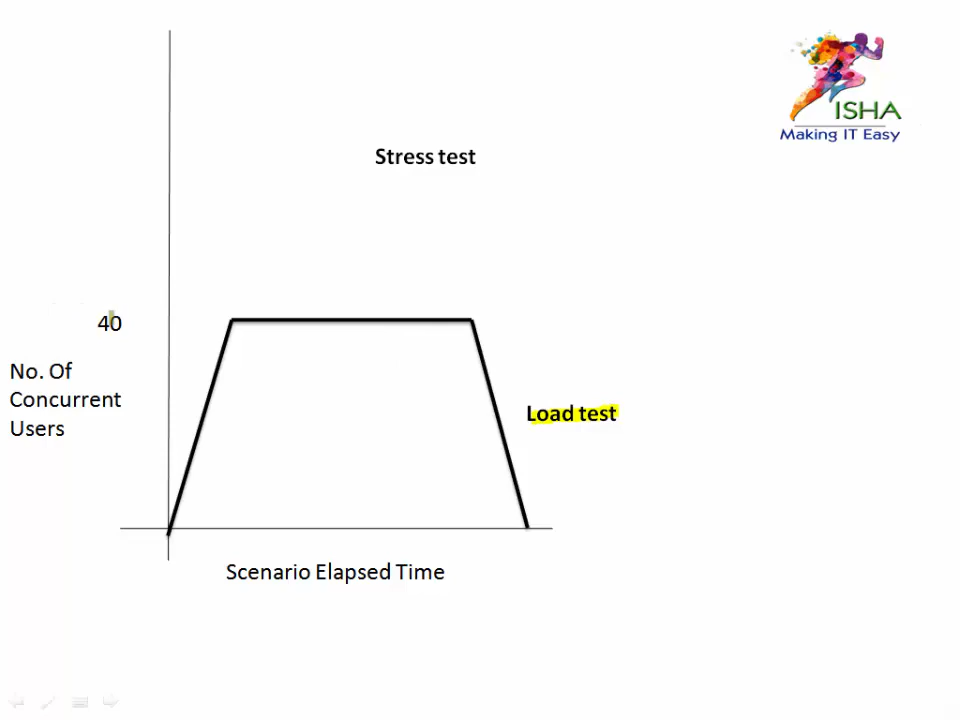 ISHA
Making IT Easy
Stress test
40
No. Of
Concurrent
Users
Load test
Scenario Elapsed Time